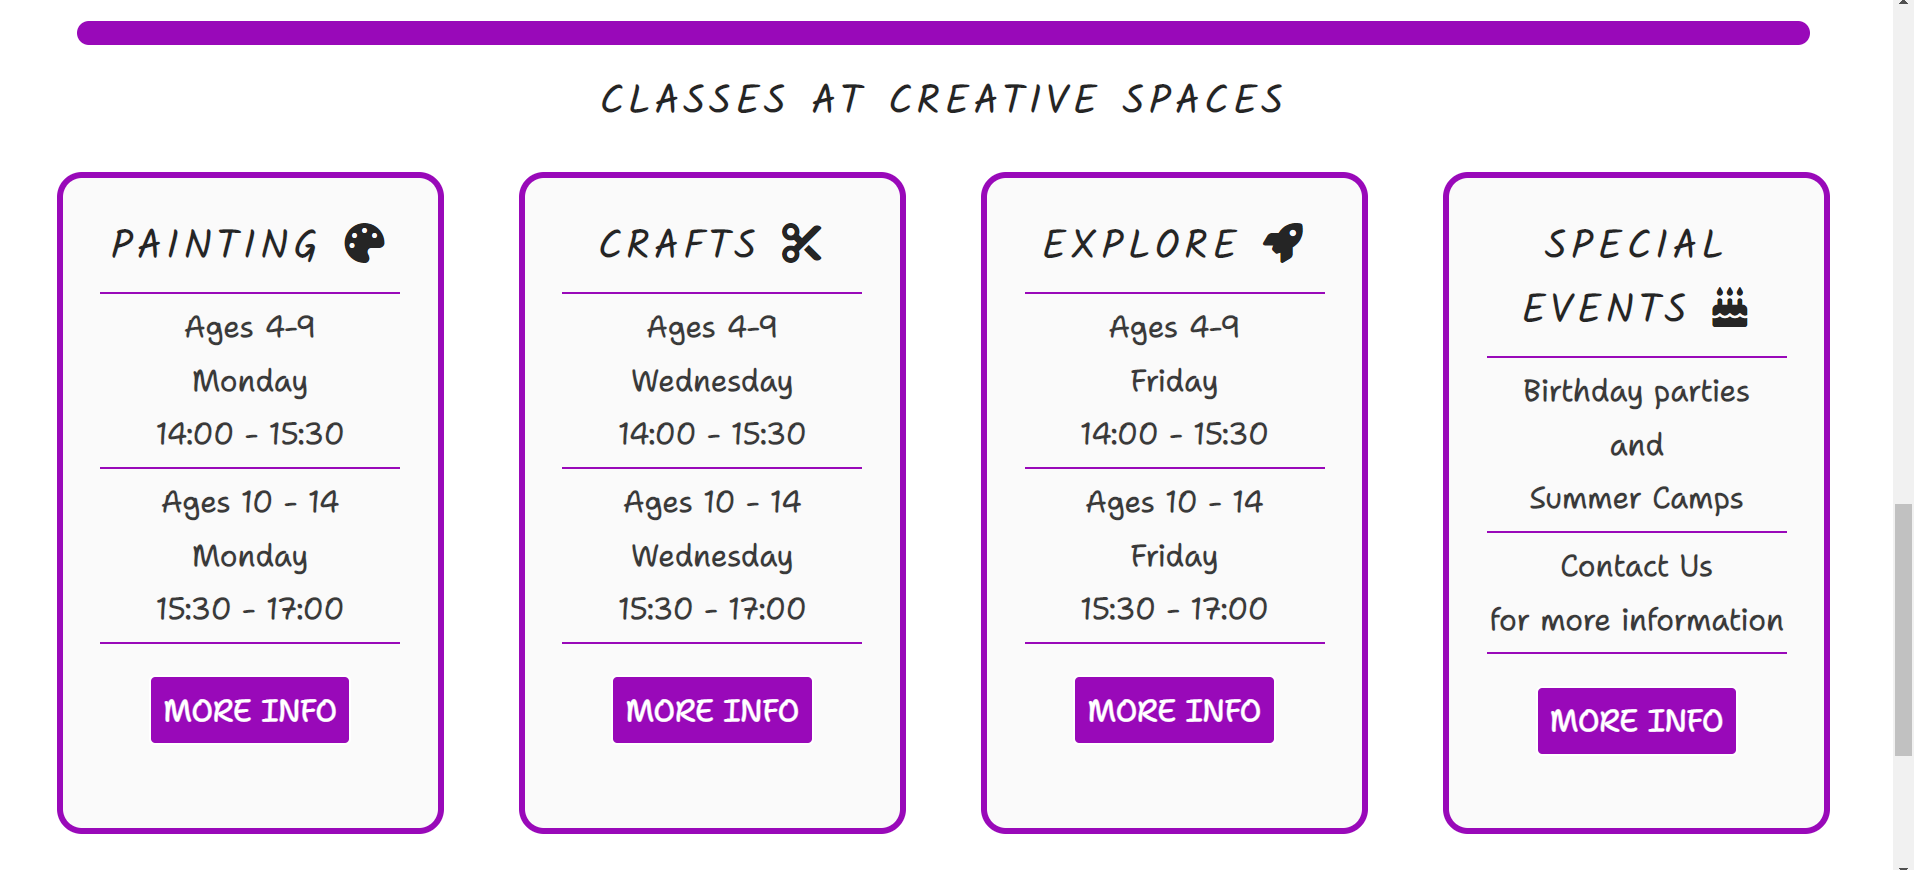 CLASSES AT CREATIVE SPACES
PAINTING
Ages 4-9
Monday
14:00 - 15:30
Ages 10 - 14
Monday
15:30 - 17:00
MORE INFO
CRAFTS
Ages 4-9
Wednesday
14:00 - 15:30
Ages 10 - 14
Wednesday
15:30 - 17:00
MORE INFO
EXPLORE
Ages 4-9
Friday
14:00 - 15:30
Ages 10 - 14
Friday
15:30 - 17:00
MORE INFO
SPECIAL
EVENTS
Birthday parties
and
Summer Camps
Contact Us
for more information
MORE INFO